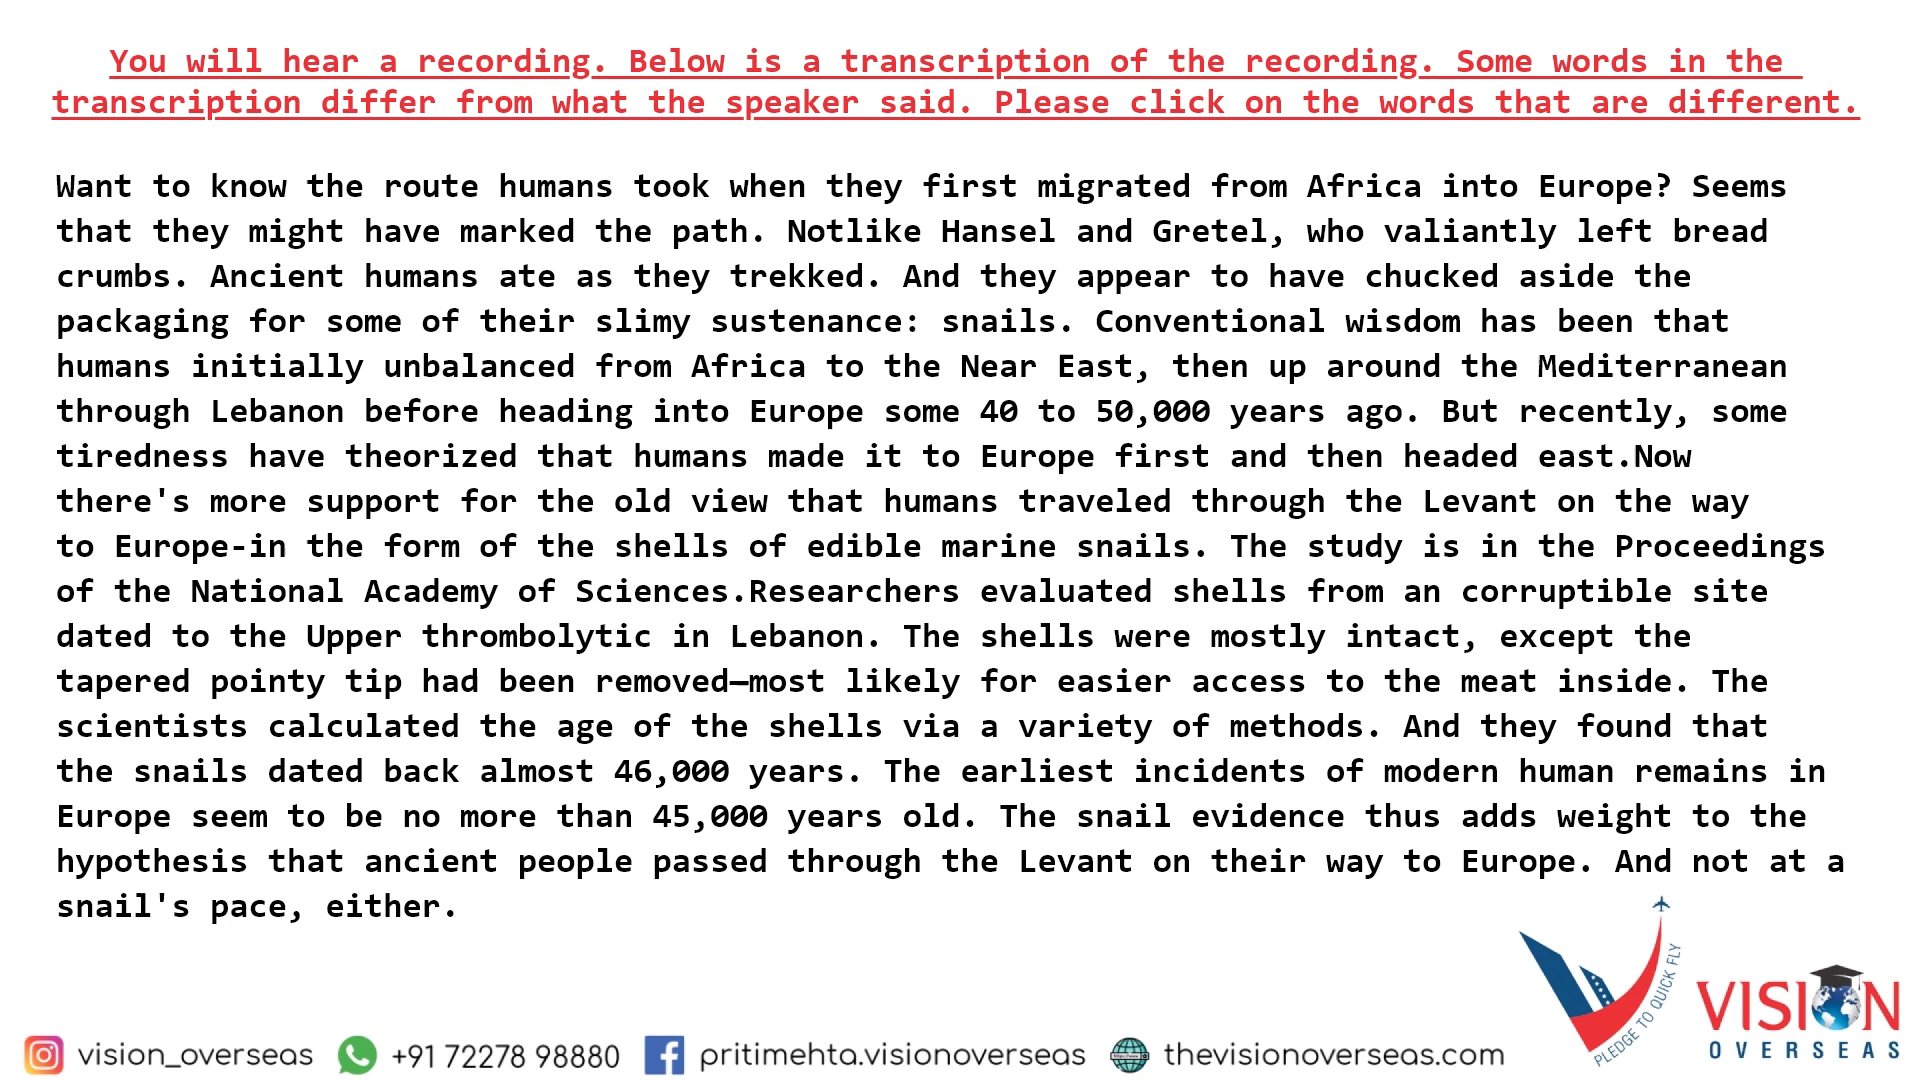 You will hear a recording. Below is a transcription of the recording. Some words in the
transcription differ from what the speaker said. Please click on the words that are different.
Want to know the route humans took when they first migrated from Africa into Europe? Seems
that they might have marked the path. Notlike Hansel and Gretel, who valiantly left bread
crumbs. Ancient humans ate as they trekked. And they appear to have chucked aside the
packaging for some of their slimy sustenance: snails. Conventional wisdom has been that
humans initially unbalanced from Africa to the Near East, then up around the Mediterranean
through Lebanon before heading into Europe some 40 to 50,000 years ago. But recently, some
tiredness have theorized that humans made it to Europe first and then headed east.Now
there's more support for the old view that humans traveled through the Levant on the way
to Europe-in the form of the shells of edible marine snails. The study is in the Proceedings
of the National Academy of Sciences.Researchers evaluated shells from an corruptible site
dated to the Upper thrombolytic in Lebanon. The shells were mostly intact, except the
tapered pointy tip had been removed—most likely for easier access to the meat inside. The
scientists calculated the age of the shells via a variety of methods. And they found that
the snails dated back almost 46,000 years. The earliest incidents of modern human remains in
Europe seem to be no more than 45,000 years old. The snail evidence thus adds weight to the
hypothesis that ancient people passed through the Levant on their way to Europe. And not at a
snail's pace, either.
PLEDGE TO QUICK FLY
VISION
OVERSEAS
vision_overseas
+91 72278 98880
pritimehta.visionoverseas
thevisionoverseas.com